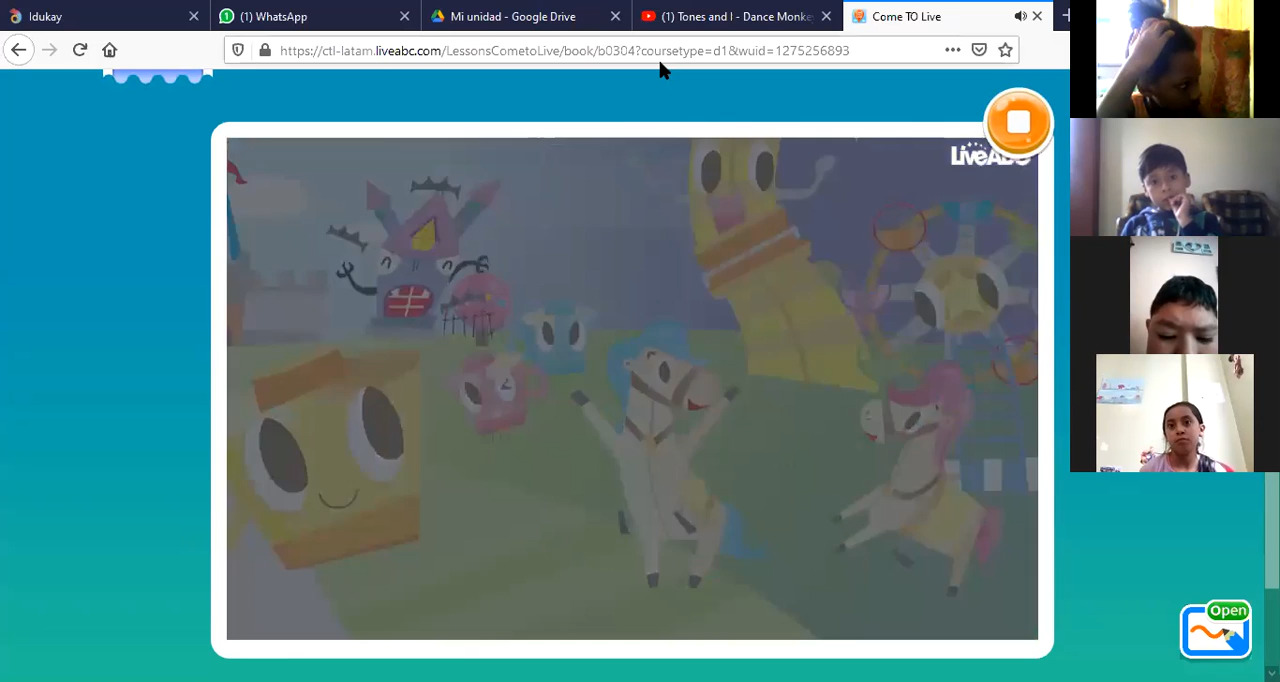 Idukay
(1) WhatsApp
Mi unidad - Google Drive
(1) Tones and I - Dance Monke
Come TO Live
https://ctl-latam.liveabc.com/LessonsCometoLive/book/b0304?coursetype=d1&wuid=1275256893
LiveABC
Open